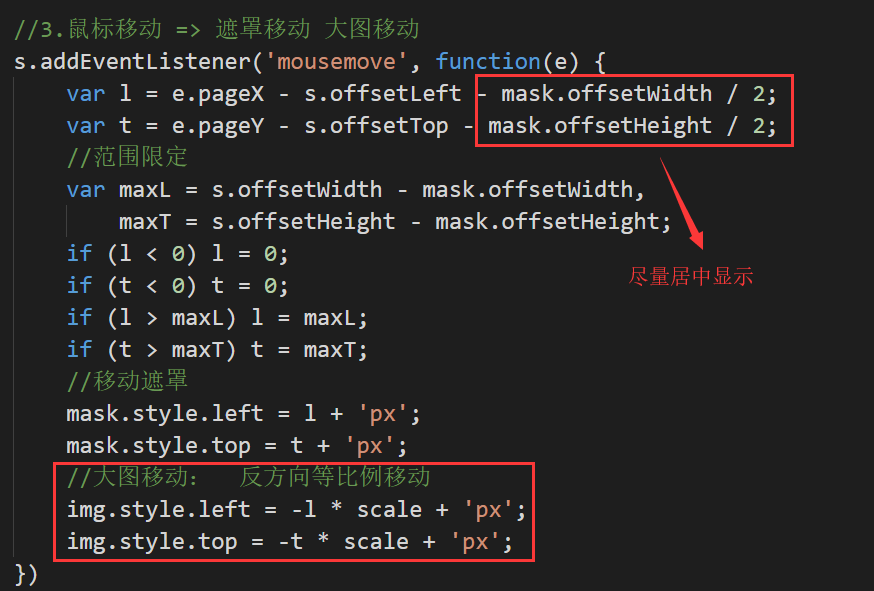 //3.鼠标移动 => 遮罩移动 大图移动
s.addEventListener('mousemove', function(e) {
var l = e.pageX - s.offsetLeft - mask.offsetWidth / 2;
var t = e.pageY - s.offsetTop - mask.offsetHeight / 2;
//范围限定
var maxL = s.offsetWidth - mask.offsetWidth,
maxT = s.offsetHeight - mask.offsetHeight;
if (l < 0) l = 0;
尽量居中显示
if (t < 0) t = 0;
if (l > maxL) l = maxL;
if (t > maxT) t = maxT;
//移动遮罩
mask.style.left = l + 'px';
mask.style.top = t + 'px';
//大图移动： 反方向等比例移动
img.style.left = -l * scale + 'px';
img.style.top = -t * scale + 'px';
})